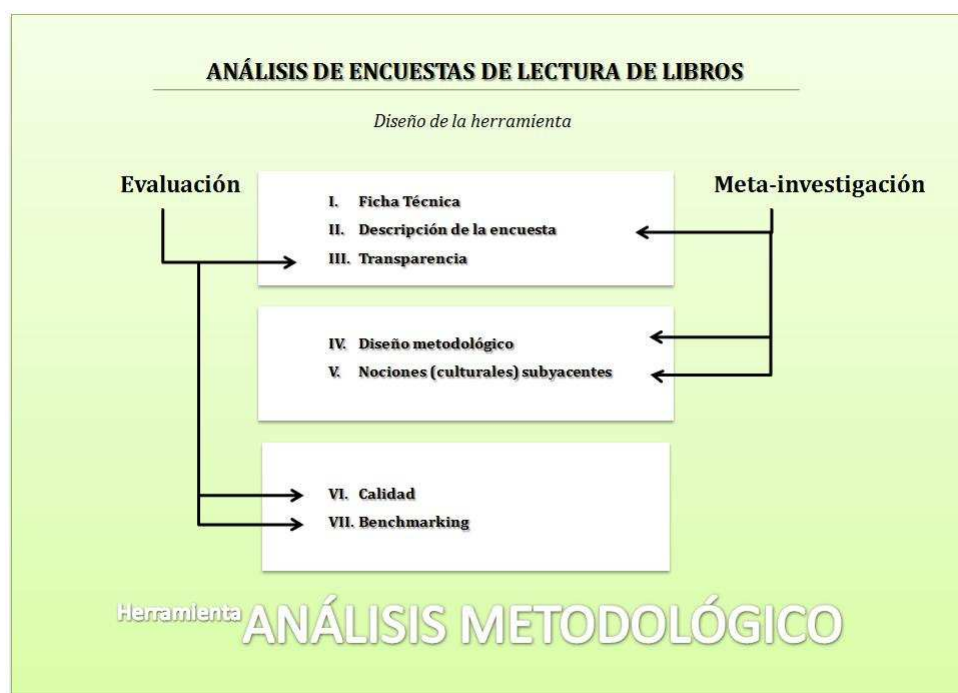 ANÁLISIS DE ENCUESTAS DE LECTURA DE LIBROS
Diseño de la herramienta
Evaluación
Meta-investigación
I. Ficha Técnica
II. Descripción de la encuesta
III. Transparencia
IV. Diseño metodológico
V. Nociones (culturales) subyacentes
VI. Calidad
VII. Benchmarking
Herramienta ANÁLISIS METODOLÓGICO